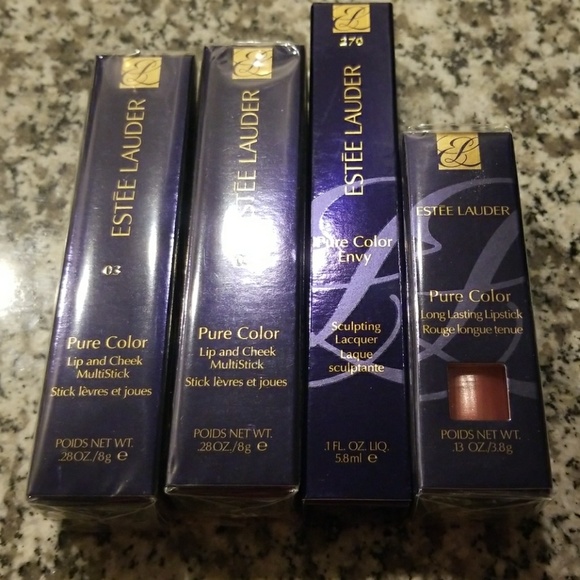 ESTĒE LAUDER
03
Pure Color
Lip and Cheek
MultiStick
Stick lèvres et joues
POIDS NET WT.
.28OZ./8g e
ESTĒE LAUDER
Pure Color
Lip and Cheek
MultiStick
Stick lèvres et joues
POIDS NET WT.
.28OZ./8g e
270
ESTĒE LAUDER
Pure Color
Envy
Sculpting
Lacquer
Laque
sculptante
.1 FL. OZ. LIQ.
5.8ml e
ESTĒE LAUDER
Pure Color
Long Lasting Lipstick
Rouge longue tenue
POIDS NET WT.
.13 OZ./3.8g